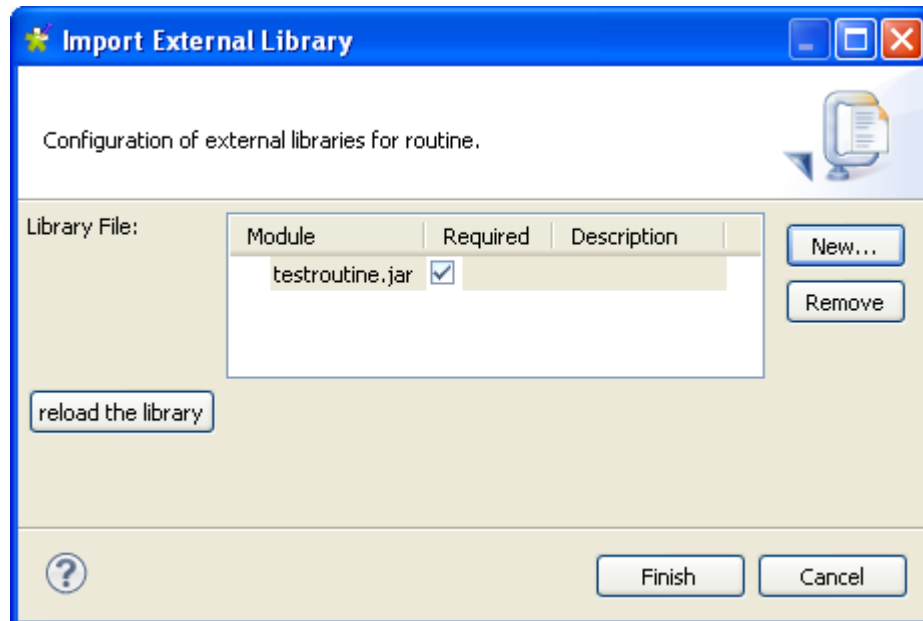 Import External Library
Configuration of external libraries for routine.
Library File:
Module Required Description
testroutine.jar
New...
Remove
reload the library
?
Finish
Cancel